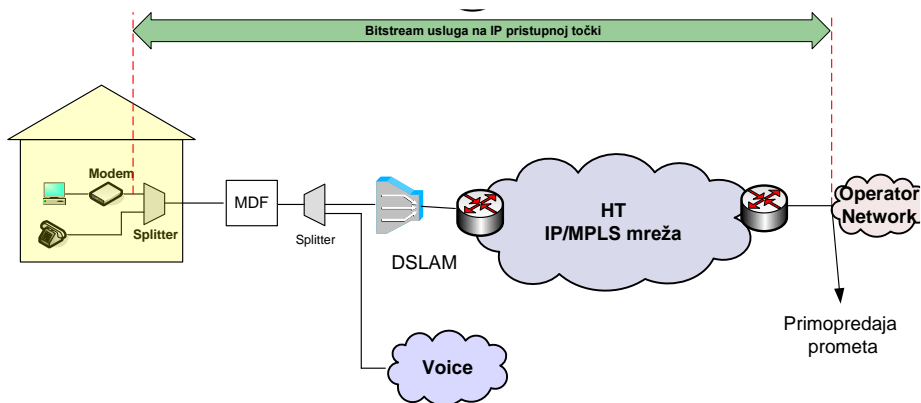 Bitstream usluga na IP pristupnoj točki
Modem
Splitter
MDF
Splitter
DSLAM
HT
IP/MPLS mreža
Operator
Network
Primopredaja
prometa
Voice